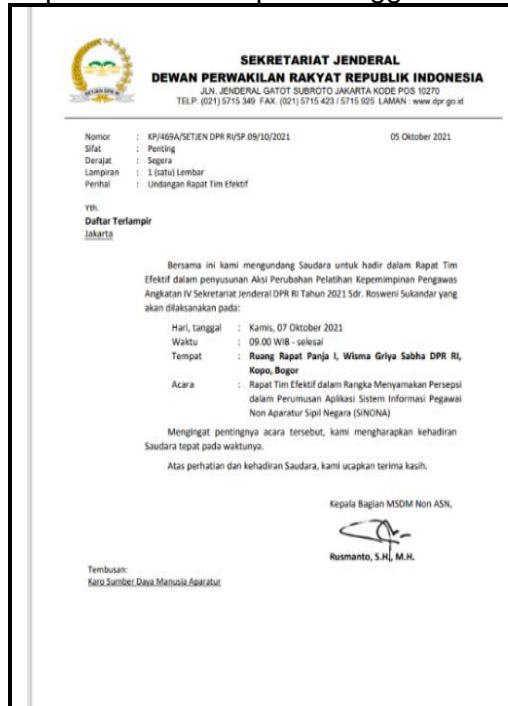 SETJEN DPR RI
SEKRETARIAT JENDERAL
DEWAN PERWAKILAN RAKYAT REPUBLIK INDONESIA
JLN. JENDERAL GATOT SUBROTO JAKARTA KODE POS 10270
TELP. (021) 5715 349 FAX. (021) 5715 423 / 5715 925 LAMAN : www.dpr.go.id
Nomor : KP/469A/SETJEN DPR RI/SP.09/10/2021 05 Oktober 2021
Sifat : Penting
Derajat : Segera
Lampiran : 1 (satu) Lembar
Perihal : Undangan Rapat Tim Efektif
Yth.
Daftar Terlampir
Jakarta
Bersama ini kami mengundang Saudara untuk hadir dalam Rapat Tim
Efektif dalam penyusunan Aksi Perubahan Pelatihan Kepemimpinan Pengawas
Angkatan IV Sekretariat Jenderal DPR RI Tahun 2021 Sdr. Rosweni Sukandar yang
akan dilaksanakan pada:
Hari, tanggal : Kamis, 07 Oktober 2021
Waktu : 09.00 WIB - selesai
Tempat : Ruang Rapat Panja I, Wisma Griya Sabha DPR RI,
Kopo, Bogor
Acara : Rapat Tim Efektif dalam Rangka Menyamakan Persepsi
dalam Perumusan Aplikasi Sistem Informasi Pegawai
Non Aparatur Sipil Negara (SINONA)
Mengingat pentingnya acara tersebut, kami mengharapkan kehadiran
Saudara tepat pada waktunya.
Atas perhatian dan kehadiran Saudara, kami ucapkan terima kasih.
Kepala Bagian MSDM Non ASN,
Rusmanto, S.H., M.H.
Tembusan:
Karo Sumber Daya Manusia Aparatur